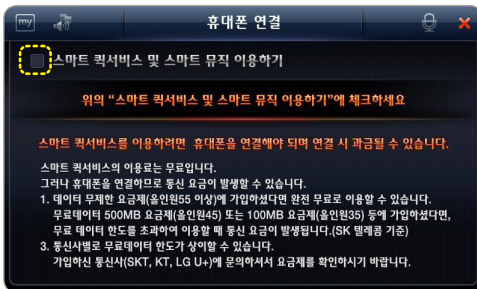 my
휴대폰 연결
스마트 퀵서비스 및 스마트 뮤직 이용하기
위의 “스마트 퀵서비스 및 스마트 뮤직 이용하기”에 체크하세요
스마트 퀵서비스를 이용하려면 휴대폰을 연결해야 되며 연결 시 과금될 수 있습니다.
스마트 퀵서비스의 이용료는 무료입니다.
그러나 휴대폰을 연결하므로 통신 요금이 발생할 수 있습니다.
1. 데이터 무제한 요금제(올인원55 이상)에 가입하셨다면 완전 무료로 이용할 수 있습니다.
무료데이터 500MB 요금제(올인원45) 또는 100MB 요금제(올인원35) 등에 가입하셨다면,
무료 데이터 한도를 초과하여 이용할 때 통신 요금이 발생됩니다.(SK 텔레콤 기준)
3. 통신사별로 무료데이터 한도가 상이할 수 있습니다.
가입하신 통신사(SKT, KT, LG U+)에 문의하셔서 요금제를 확인하시기 바랍니다.